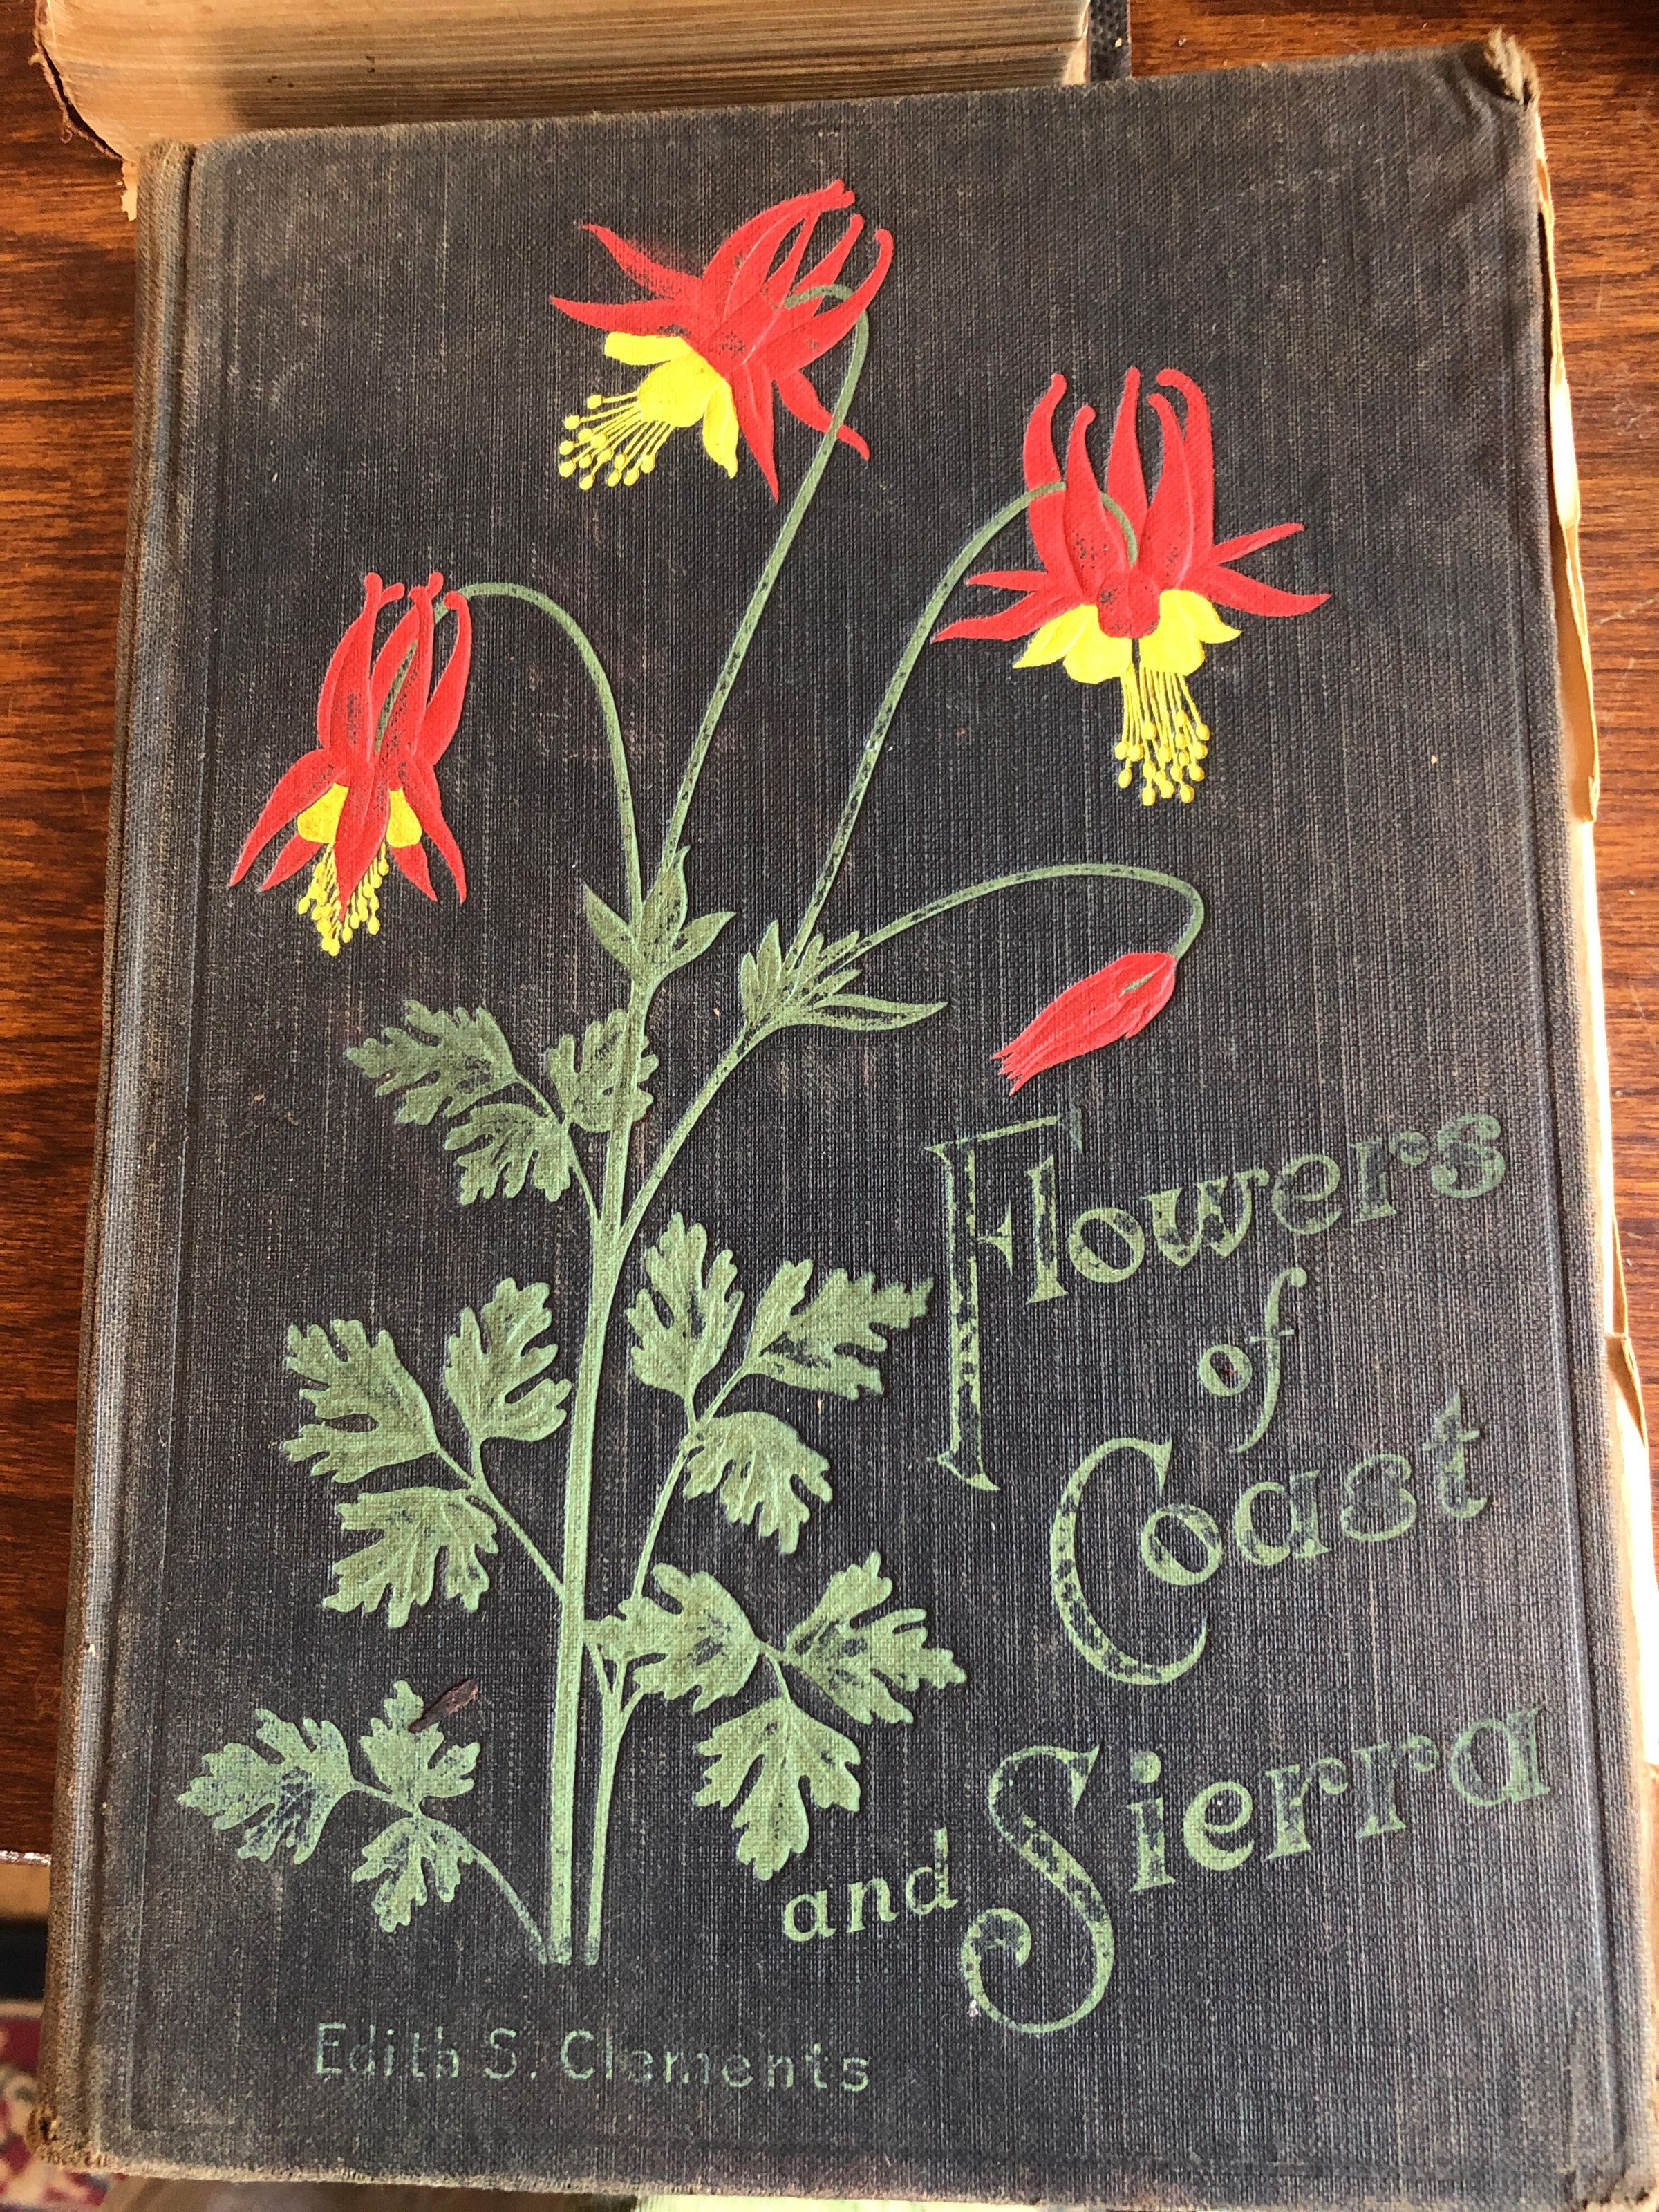 Flowers
of
Coast
and Sierra
Edith S. Clements